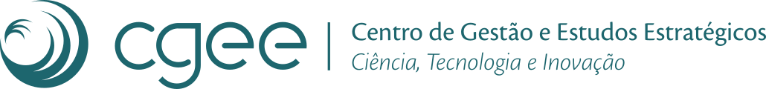 cgee
Centro de Gestão e Estudos Estratégicos
Ciência, Tecnologia e Inovação